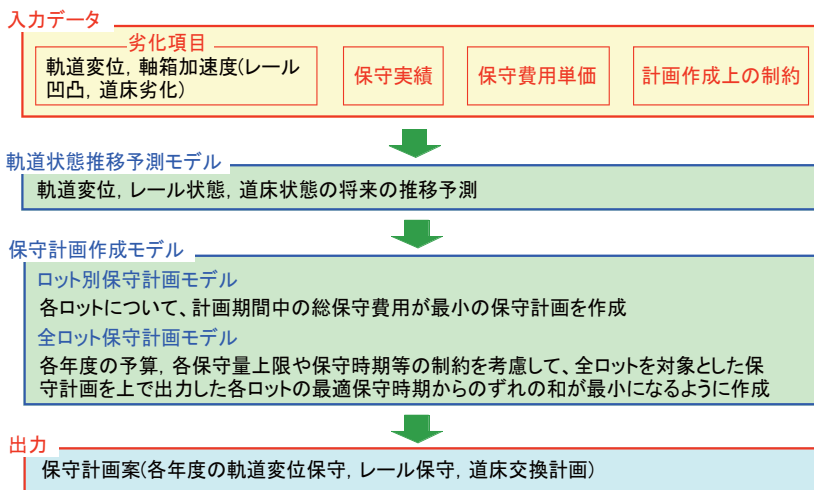 入力データ
劣化項目
軌道変位, 軸箱加速度(レール
凹凸, 道床劣化)
保守実績
保守費用単価
計画作成上の制約
軌道状態推移予測モデル
軌道変位, レール状態, 道床状態の将来の推移予測
保守計画作成モデル
ロット別保守計画モデル
各ロットについて、計画期間中の総保守費用が最小の保守計画を作成
全ロット保守計画モデル
各年度の予算, 各保守量上限や保守時期等の制約を考慮して、全ロットを対象とした保
守計画を上で出力した各ロットの最適保守時期からのずれの和が最小になるように作成
出力
保守計画案(各年度の軌道変位保守, レール保守, 道床交換計画)